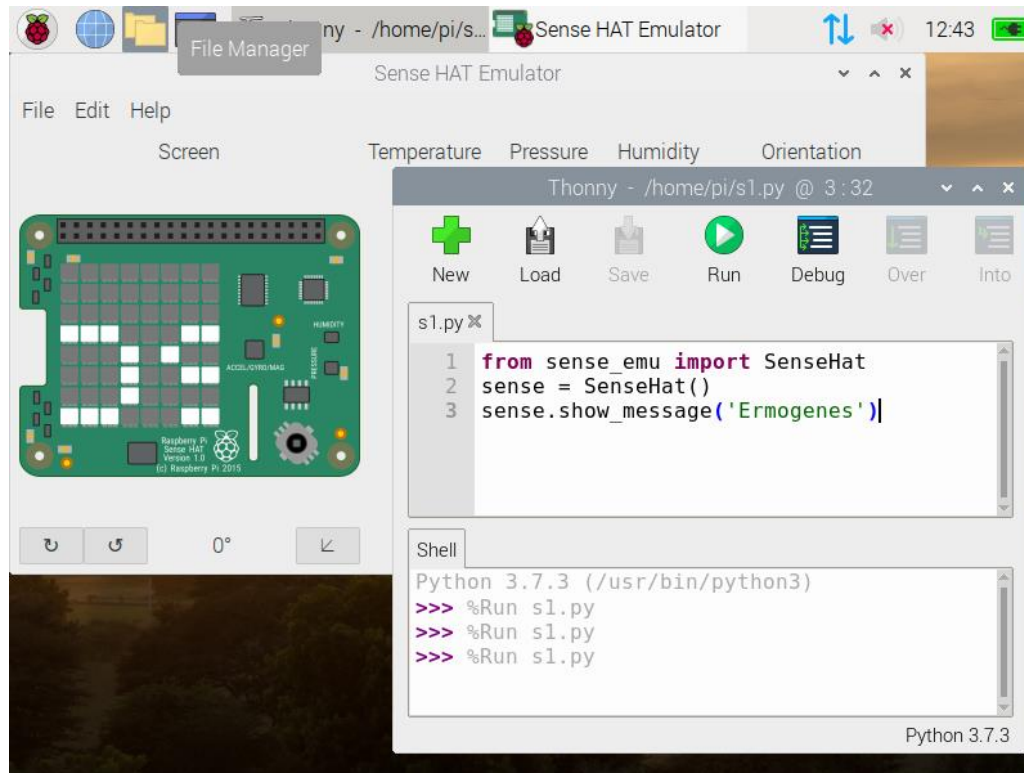 ny - /home/pi/s...
Sense HAT Emulator
12:43
File Manager
Sense HAT Emulator
File Edit Help
Screen
Temperature Pressure Humidity Orientation
HUMIDITY
PRESSURE
ACCEL/GYRO/MAG
Raspberry Pi
Sense HAT
Version 1.0
(c) Raspberry Pi 2015
0°
Thonny - /home/pi/s1.py @ 3:32
New Load Save Run Debug Over Into
s1.py
1 from sense_emu import SenseHat
2 sense = SenseHat()
3 sense.show_message('Ermogenes')
Shell
Python 3.7.3 (/usr/bin/python3)
>>> %Run s1.py
>>> %Run s1.py
>>> %Run s1.py
Python 3.7.3